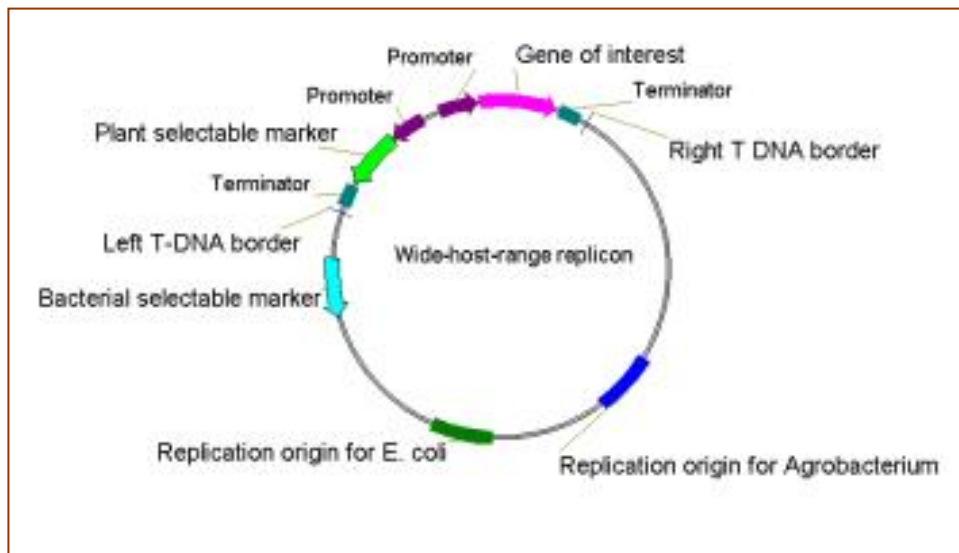 Promoter
Gene of interest
Promoter
Terminator
Plant selectable marker
Right T DNA border
Terminator
Left T-DNA border
Wide-host-range replicon
Bacterial selectable marker
Replication origin for E. coli
Replication origin for Agrobacterium